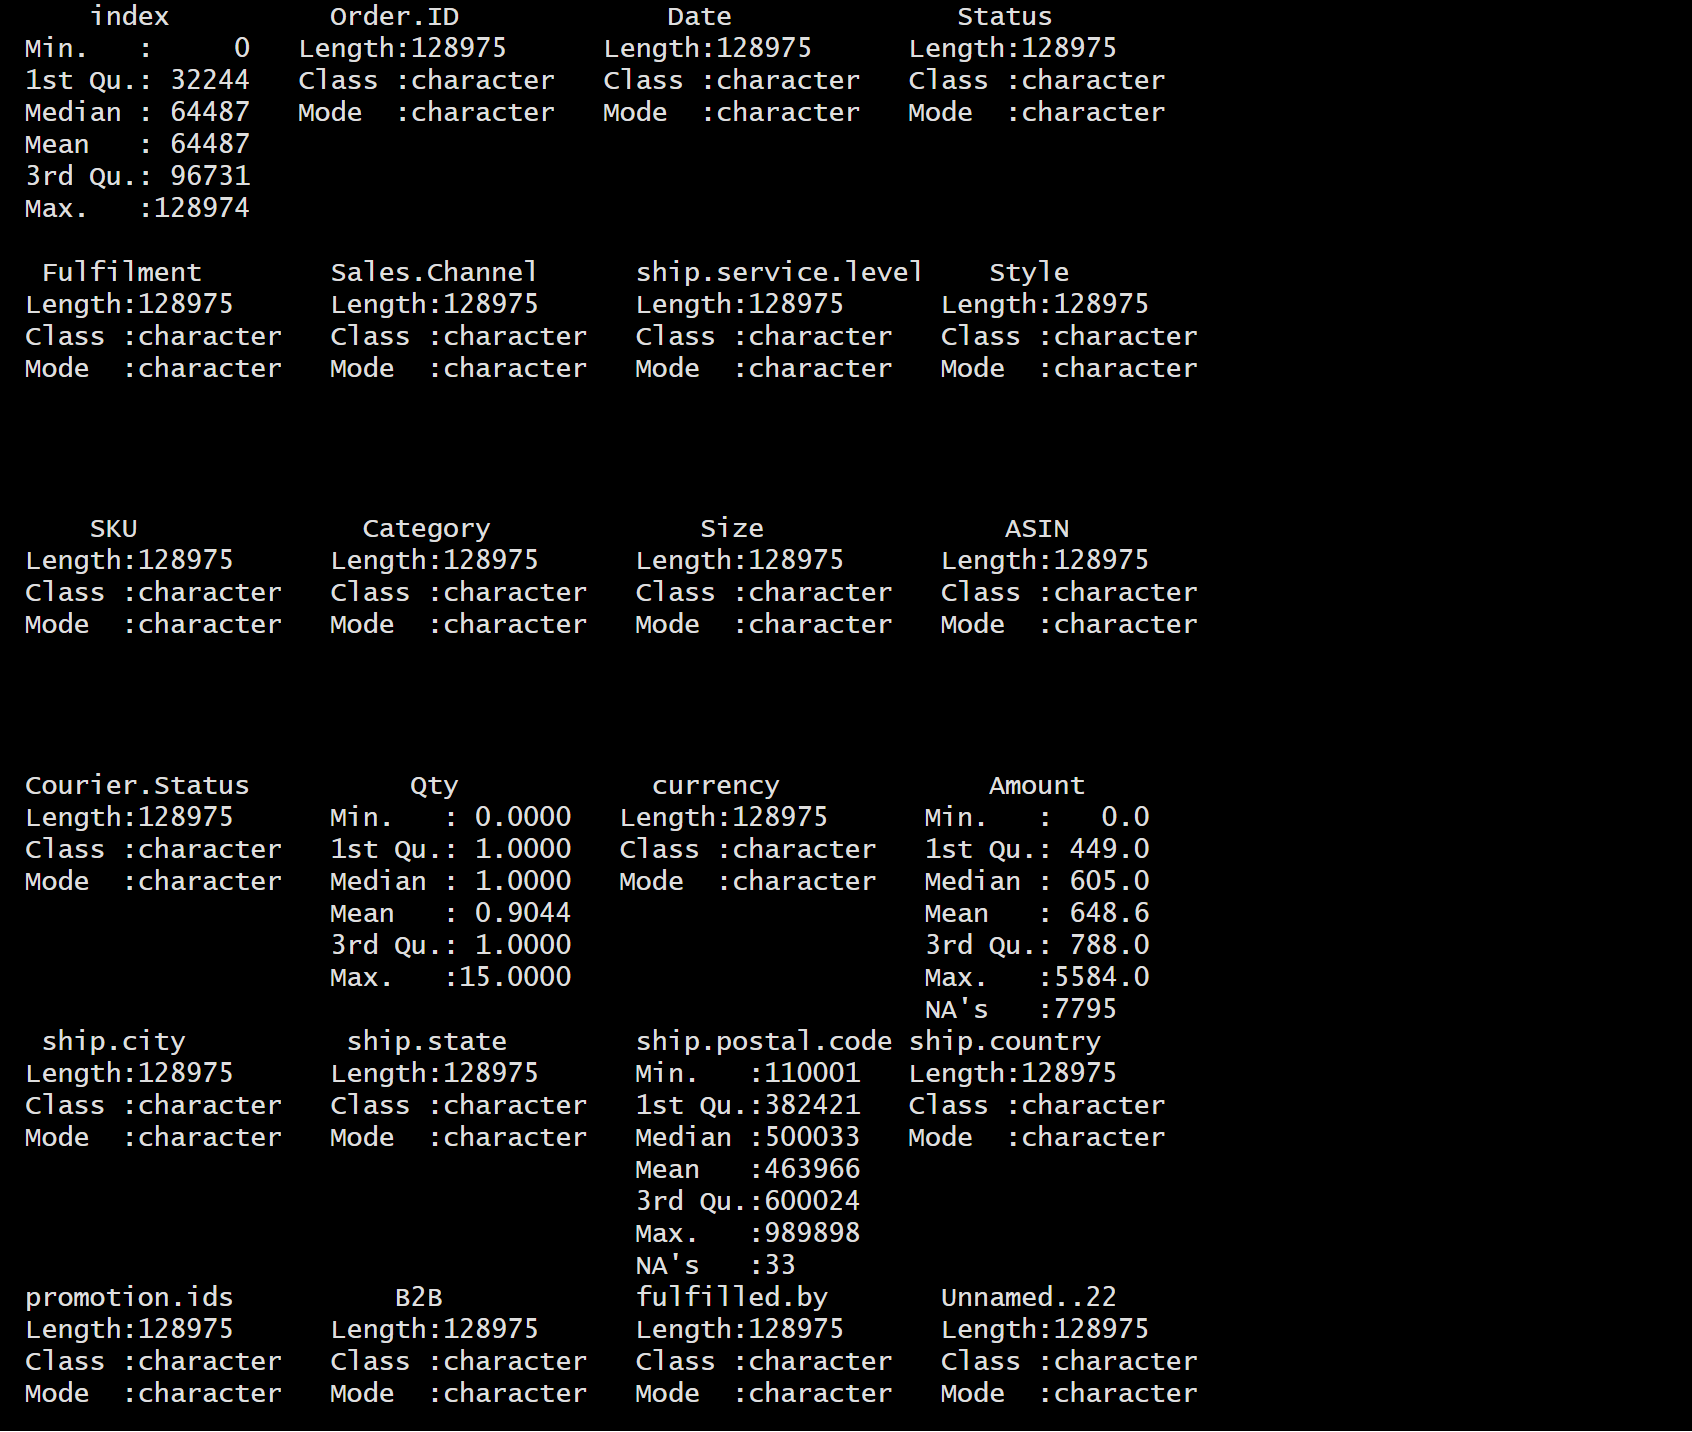 index Order.ID Date Status
Min. : 0 Length:128975 Length:128975 Length:128975
1st Qu.: 32244 Class :character Class :character Class :character
Median : 64487 Mode :character Mode :character Mode :character
Mean : 64487
3rd Qu.: 96731
Max. :128974
Fulfilment Sales.Channel ship.service.level Style
Length:128975 Length:128975 Length:128975 Length:128975
Class :character Class :character Class :character Class :character
Mode :character Mode :character Mode :character Mode :character
SKU Category Size ASIN
Length:128975 Length:128975 Length:128975 Length:128975
Class :character Class :character Class :character Class :character
Mode :character Mode :character Mode :character Mode :character
Courier.Status Qty currency Amount
Length:128975 Min. : 0.0000 Length:128975 Min. : 0.0
Class :character 1st Qu.: 1.0000 Class :character 1st Qu.: 449.0
Mode :character Median : 1.0000 Mode :character Median : 605.0
Mean : 0.9044 Mean : 648.6
3rd Qu.: 1.0000 3rd Qu.: 788.0
Max. :15.0000 Max. :5584.0
NA's :7795
ship.city ship.state ship.postal.code ship.country
Length:128975 Length:128975 Min. :110001 Length:128975
Class :character Class :character 1st Qu.:382421 Class :character
Mode :character Mode :character Median :500033 Mode :character
Mean :463966
3rd Qu.:600024
Max. :989898
NA's :33
promotion.ids B2B fulfilled.by Unnamed..22
Length:128975 Length:128975 Length:128975 Length:128975
Class :character Class :character Class :character Class :character
Mode :character Mode :character Mode :character Mode :character